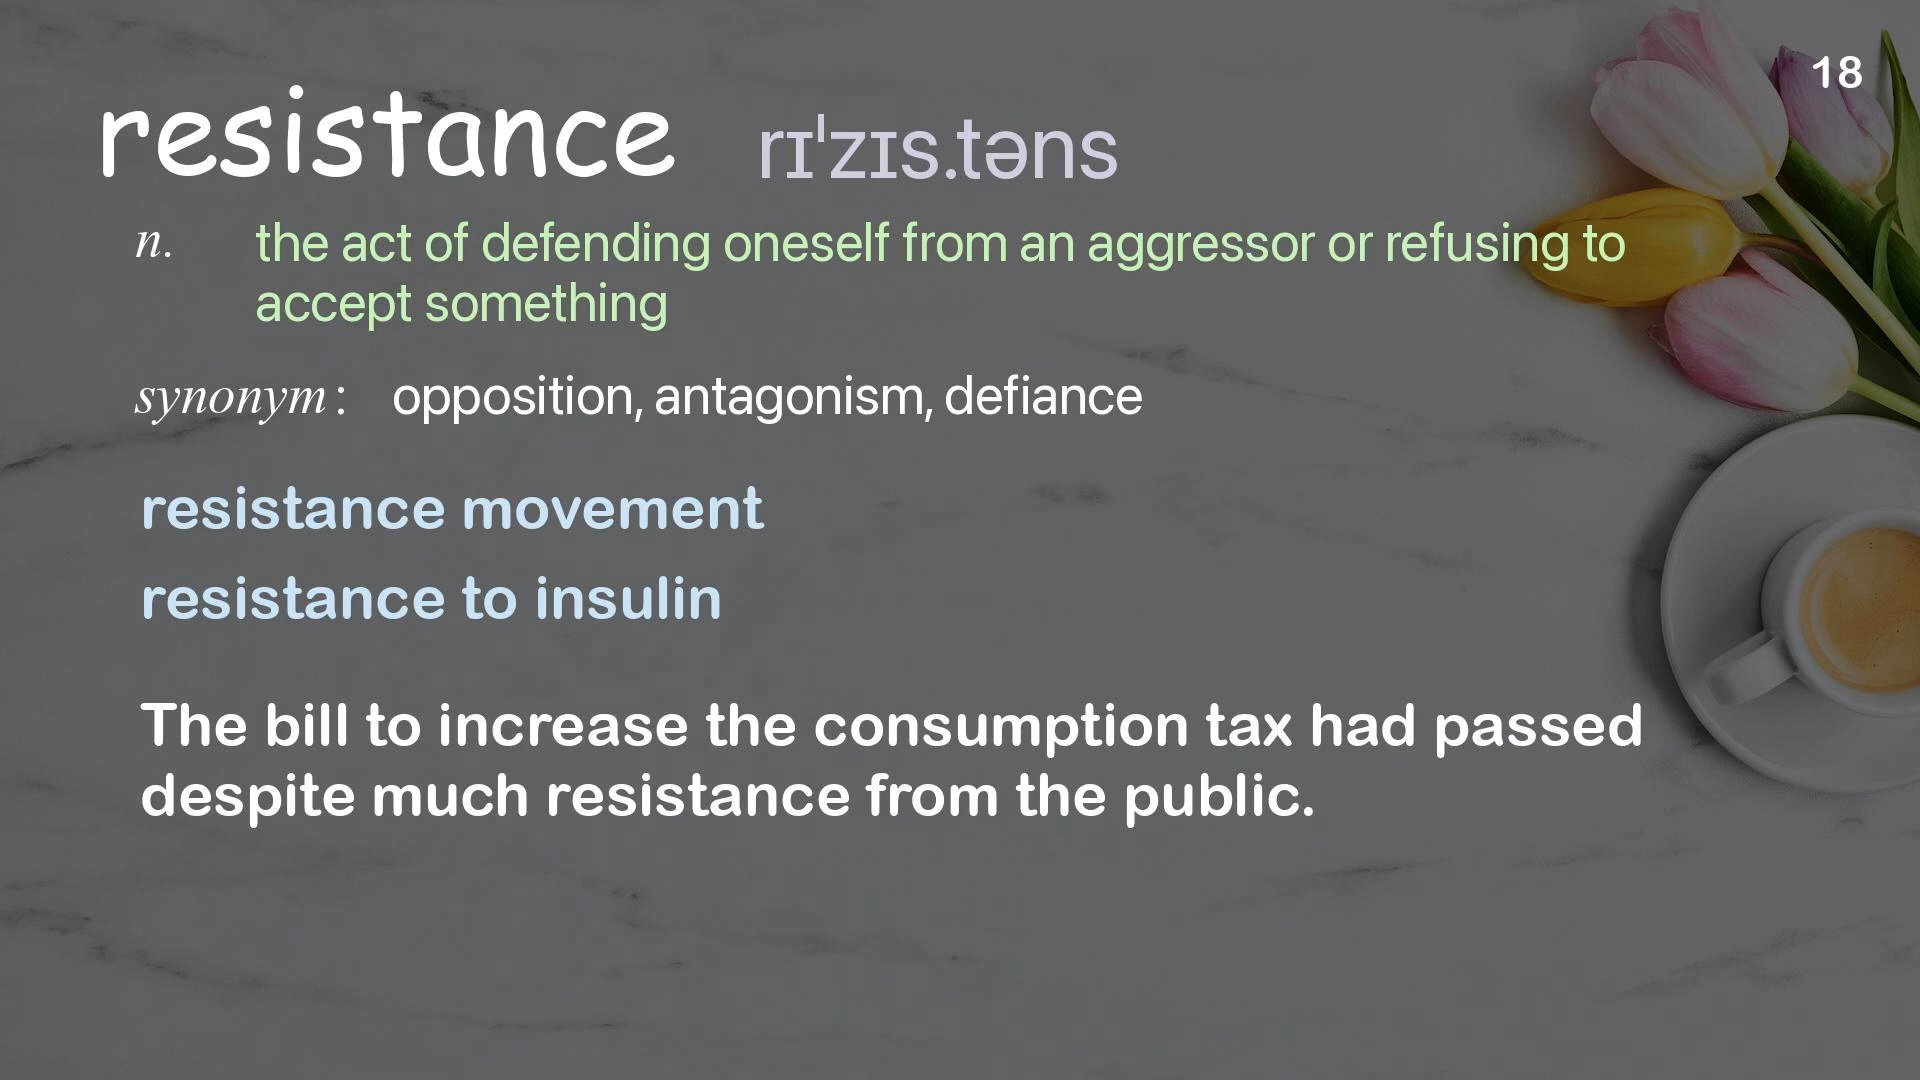 18
resistance rɪˈzɪs.təns
n. the act of defending oneself from an aggressor or refusing to
accept something
synonym: opposition, antagonism, defiance
resistance movement
resistance to insulin
The bill to increase the consumption tax had passed
despite much resistance from the public.